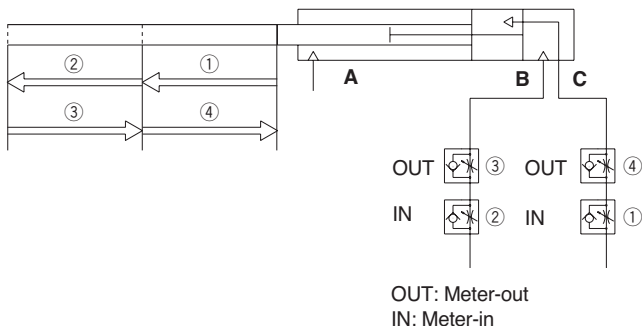 ② ①
③ ④
A B C
OUT ③ OUT ④
IN ② IN ①
OUT: Meter-out
IN: Meter-in